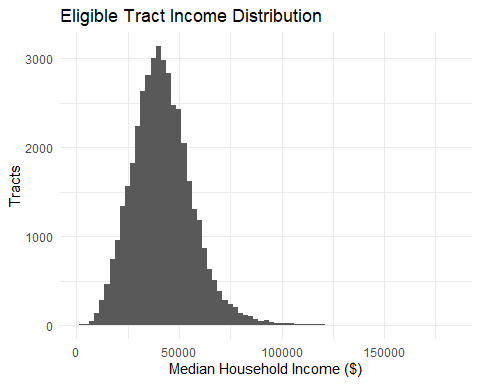 Eligible Tract Income Distribution
3000
2000
1000
0
Tracts
0 50000 100000 150000
Median Household Income ($)